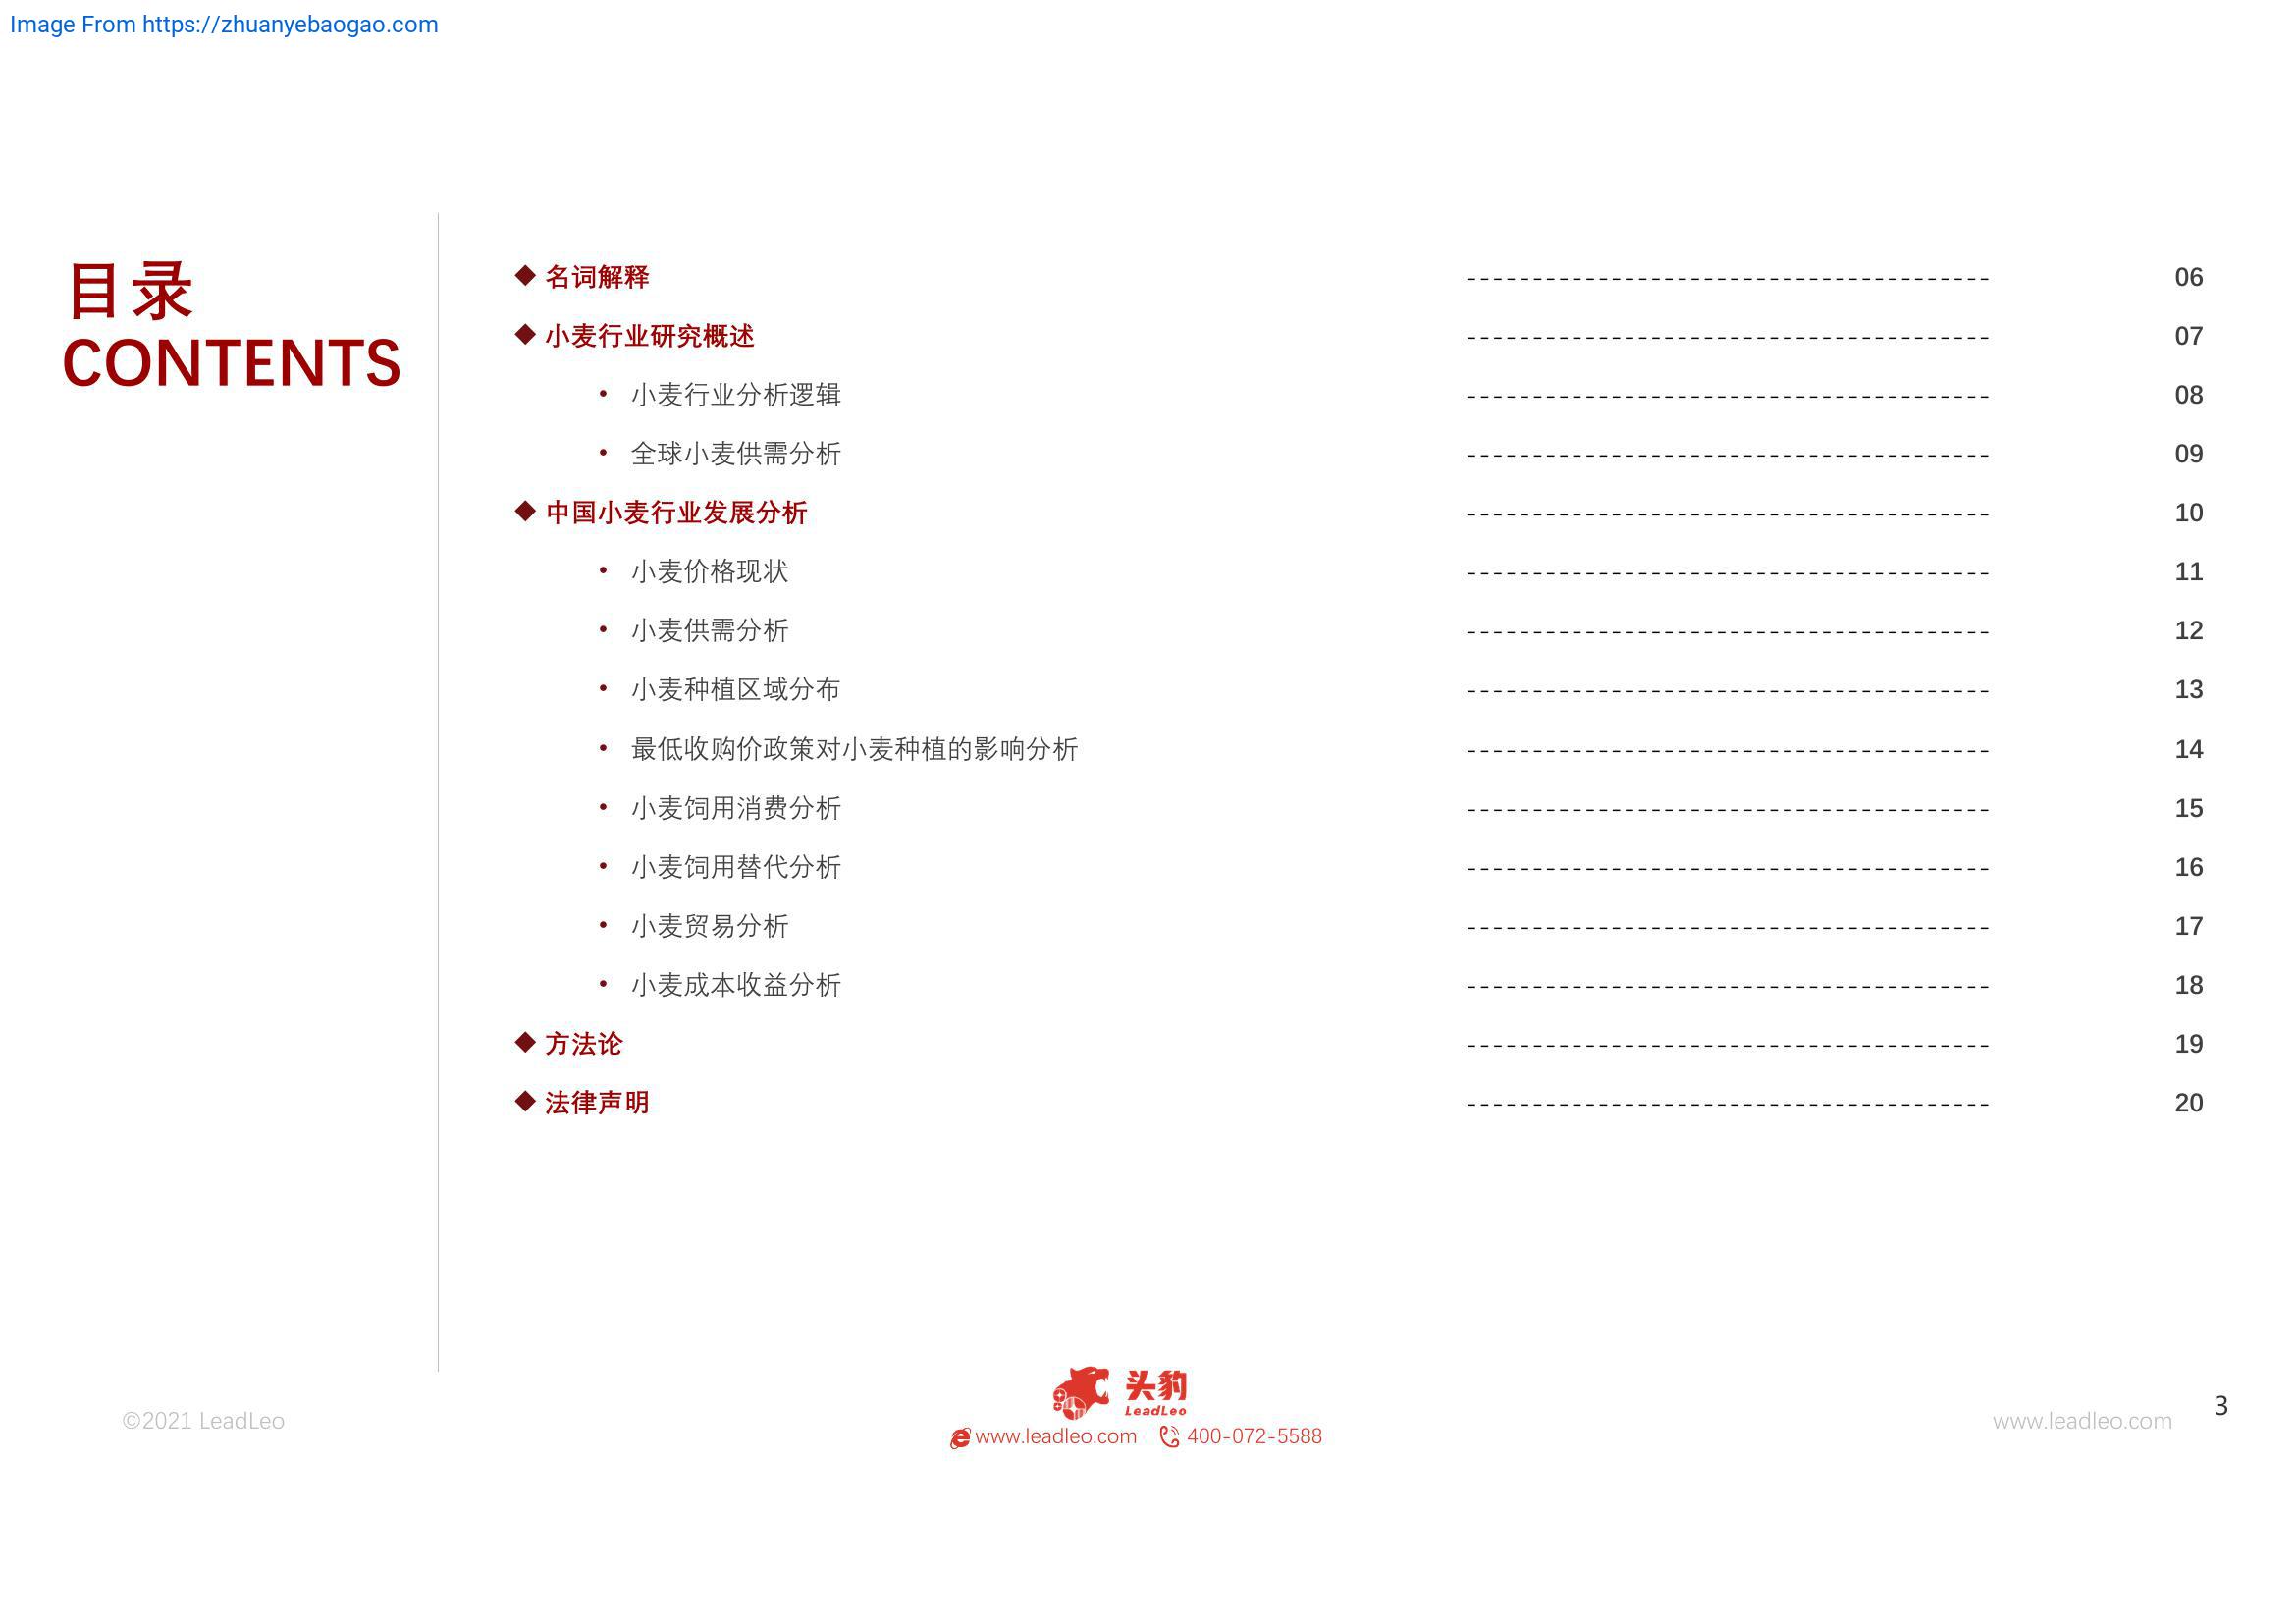 Image From https://zhuanyebaogao.com
目录
CONTENTS
◆ 名词解释 ---------------------------------------- 06
◆ 小麦行业研究概述 ---------------------------------------- 07
• 小麦行业分析逻辑 ---------------------------------------- 08
• 全球小麦供需分析 ---------------------------------------- 09
◆ 中国小麦行业发展分析 ---------------------------------------- 10
• 小麦价格现状 ---------------------------------------- 11
• 小麦供需分析 ---------------------------------------- 12
• 小麦种植区域分布 ---------------------------------------- 13
• 最低收购价政策对小麦种植的影响分析 ---------------------------------------- 14
• 小麦饲用消费分析 ---------------------------------------- 15
• 小麦饲用替代分析 ---------------------------------------- 16
• 小麦贸易分析 ---------------------------------------- 17
• 小麦成本收益分析 ---------------------------------------- 18
◆ 方法论 ---------------------------------------- 19
◆ 法律声明 ---------------------------------------- 20
©2021 LeadLeo
头豹
LeadLeo
www.leadleo.com 400-072-5588
www.leadleo.com
3